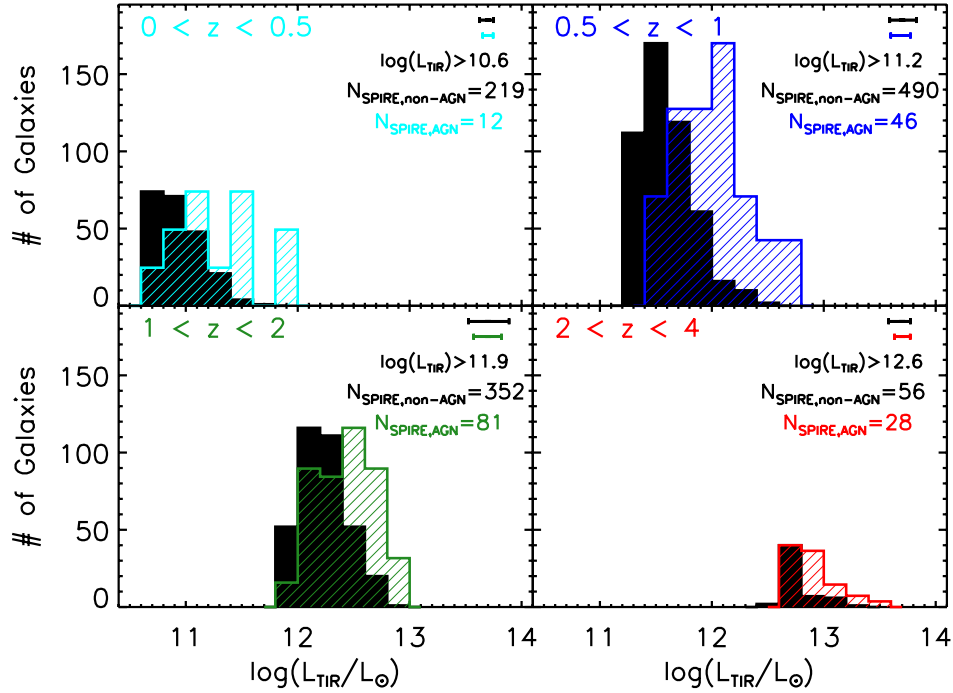 0 < z < 0.5
log(L_TIR)>10.6
N_SPIRE,non-AGN=219
N_SPIRE,AGN=12
0.5 < z < 1
log(L_TIR)>11.2
N_SPIRE,non-AGN=490
N_SPIRE,AGN=46
# of Galaxies
150
100
50
0
1 < z < 2
log(L_TIR)>11.9
N_SPIRE,non-AGN=352
N_SPIRE,AGN=81
2 < z < 4
log(L_TIR)>12.6
N_SPIRE,non-AGN=56
N_SPIRE,AGN=28
# of Galaxies
150
100
50
0
11 12 13 14
11 12 13 14
log(L_TIR/L_⊙)
log(L_TIR/L_⊙)